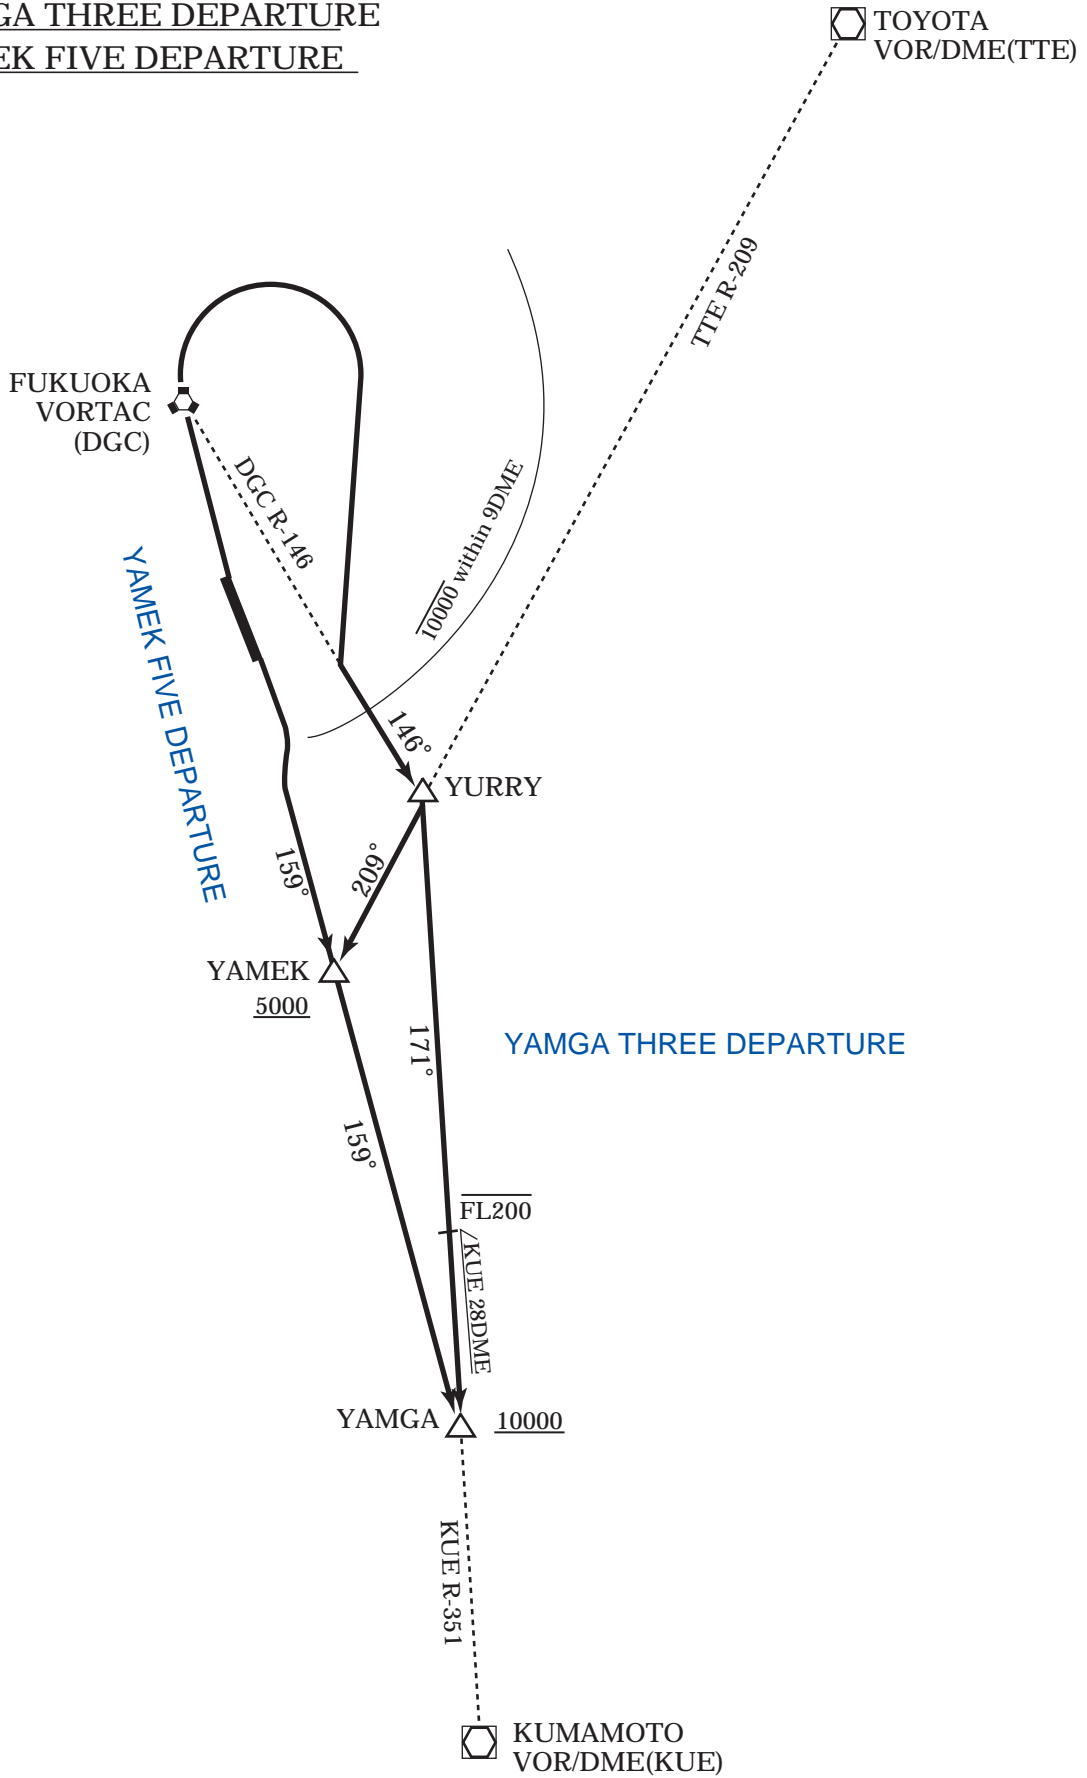 GA THREE DEPARTURE
EK FIVE DEPARTURE
TOYOTA
VOR/DME(TTE)
TTE R-209
FUKUOKA
VORTAC
(DGC)
DGC R-146
10000 within 9DME
YAMEK FIVE DEPARTURE
146°
YURRY
159°
209°
YAMEK
5000
171°
YAMGA THREE DEPARTURE
159°
FL200
KUE 28DME
YAMGA
10000
KUE R-351
KUMAMOTO
VOR/DME(KUE)